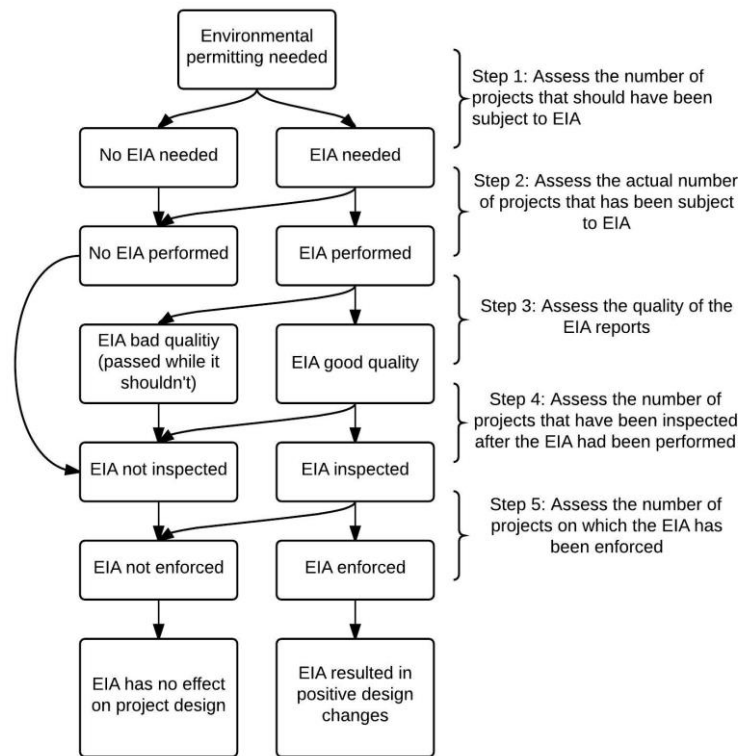 Environmental
permitting needed
Step 1: Assess the number of
projects that should have been
subject to EIA
No EIA needed
EIA needed
Step 2: Assess the actual number
of projects that has been subject
to EIA
No EIA performed
EIA performed
Step 3: Assess the quality of the
EIA reports
EIA bad qualitiy
(passed while it
shouldn't)
EIA good quality
Step 4: Assess the number of
projects that have been inspected
after the EIA had been performed
EIA not inspected
EIA inspected
Step 5: Assess the number of
projects on which the EIA has
been enforced
EIA not enforced
EIA enforced
EIA has no effect
on project design
EIA resulted in
positive design
changes